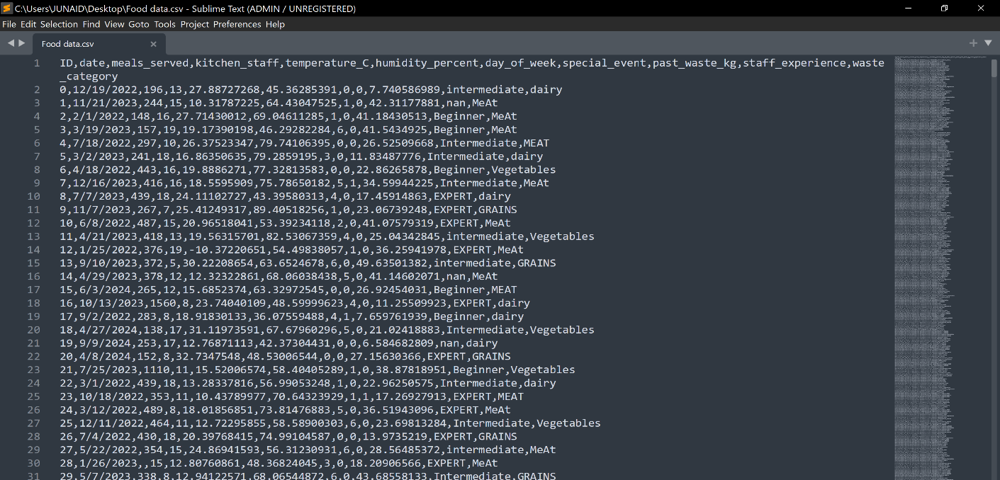 C:\Users\JUNAID\Desktop\Food data.csv - Sublime Text (ADMIN / UNREGISTERED)
File Edit Selection Find View Goto Tools Project Preferences Help
Food data.csv
1 ID,date,meals_served,kitchen_staff,temperature_C,humidity_percent,day_of_week,special_event,past_waste_kg,staff_experience,waste
_category
2 0,12/19/2022,196,13,27.88727268,45.36285391,0,0,7.740586989,intermediate,dairy
3 1,11/21/2023,244,15,10.31787225,64.43047525,1,0,42.31177881,nan,MeAt
4 2,2/1/2022,148,16,27.71430012,69.04611285,1,0,41.18430513,Beginner,MeAt
5 3,3/19/2023,157,19,19.17390198,46.29282284,6,0,41.5434925,Beginner,MeAt
6 4,7/18/2022,297,10,26.37523347,79.74106395,0,0,26.52509668,Intermediate,MEAT
7 5,3/2/2023,241,18,16.86350635,79.2859195,3,0,11.83487776,Intermediate,dairy
8 6,4/18/2022,443,16,19.8886271,77.32813583,0,0,22.86265878,Beginner,Vegetables
9 7,12/16/2023,416,16,18.5595909,75.78650182,5,1,34.59944225,Intermediate,MeAt
10 8,7/7/2023,439,18,24.11102727,43.39580313,4,0,17.45914863,EXPERT,dairy
11 9,11/7/2023,267,7,25.41249317,89.40518256,1,0,23.06739248,EXPERT,GRAINS
12 10,6/8/2022,487,15,20.96518041,53.39234118,2,0,41.07579319,EXPERT,MeAt
13 11,4/21/2023,418,13,19.56315701,82.53067359,4,0,25.04342845,intermediate,Vegetables
14 12,1/25/2022,376,19,-10.37220651,54.49838057,1,0,36.25941978,EXPERT,MeAt
15 13,9/10/2023,372,5,30.22208654,63.6524678,6,0,49.63501382,intermediate,GRAINS
16 14,4/29/2023,378,12,12.32322861,68.06038438,5,0,41.14602071,nan,MeAt
17 15,6/3/2024,265,12,15.6852374,63.32972545,0,0,26.92454031,Beginner,MEAT
18 16,10/13/2023,1560,8,23.74040109,48.59999623,4,0,11.25509923,EXPERT,dairy
19 17,9/2/2022,283,8,18.91830133,36.07559488,4,1,7.659761939,Beginner,dairy
20 18,4/27/2024,138,17,31.11973591,67.67960296,5,0,21.02418883,Intermediate,Vegetables
21 19,9/9/2024,253,17,12.76871113,42.37304431,0,0,6.584682809,nan,dairy
22 20,4/8/2024,152,8,32.7347548,48.53006544,0,0,27.15630366,EXPERT,GRAINS
23 21,7/25/2023,1110,11,15.52006574,58.40405289,1,0,38.87818951,Beginner,Vegetables
24 22,3/1/2022,439,18,13.28337816,56.99053248,1,0,22.96250575,Intermediate,dairy
25 23,10/18/2022,353,11,10.43789977,70.64323929,1,1,17.26927913,EXPERT,MEAT
26 24,3/12/2022,489,8,18.01856851,73.81476883,5,0,36.51943096,EXPERT,MeAt
27 25,12/11/2022,464,11,12.72295855,58.58900303,6,0,23.69813284,Intermediate,Vegetables
28 26,7/4/2022,430,18,20.39768415,74.99104587,0,0,13.9735219,EXPERT,GRAINS
29 27,5/22/2022,354,15,24.86941593,56.31230931,6,0,28.56485372,intermediate,MeAt
30 28,1/26/2023,,15,12.80760861,48.36824045,3,0,18.20906566,EXPERT,MeAt
31 29,5/7/2023,338,8,12.94122571,68.06544872,6,0,43.68558133,Intermediate,GRAINS